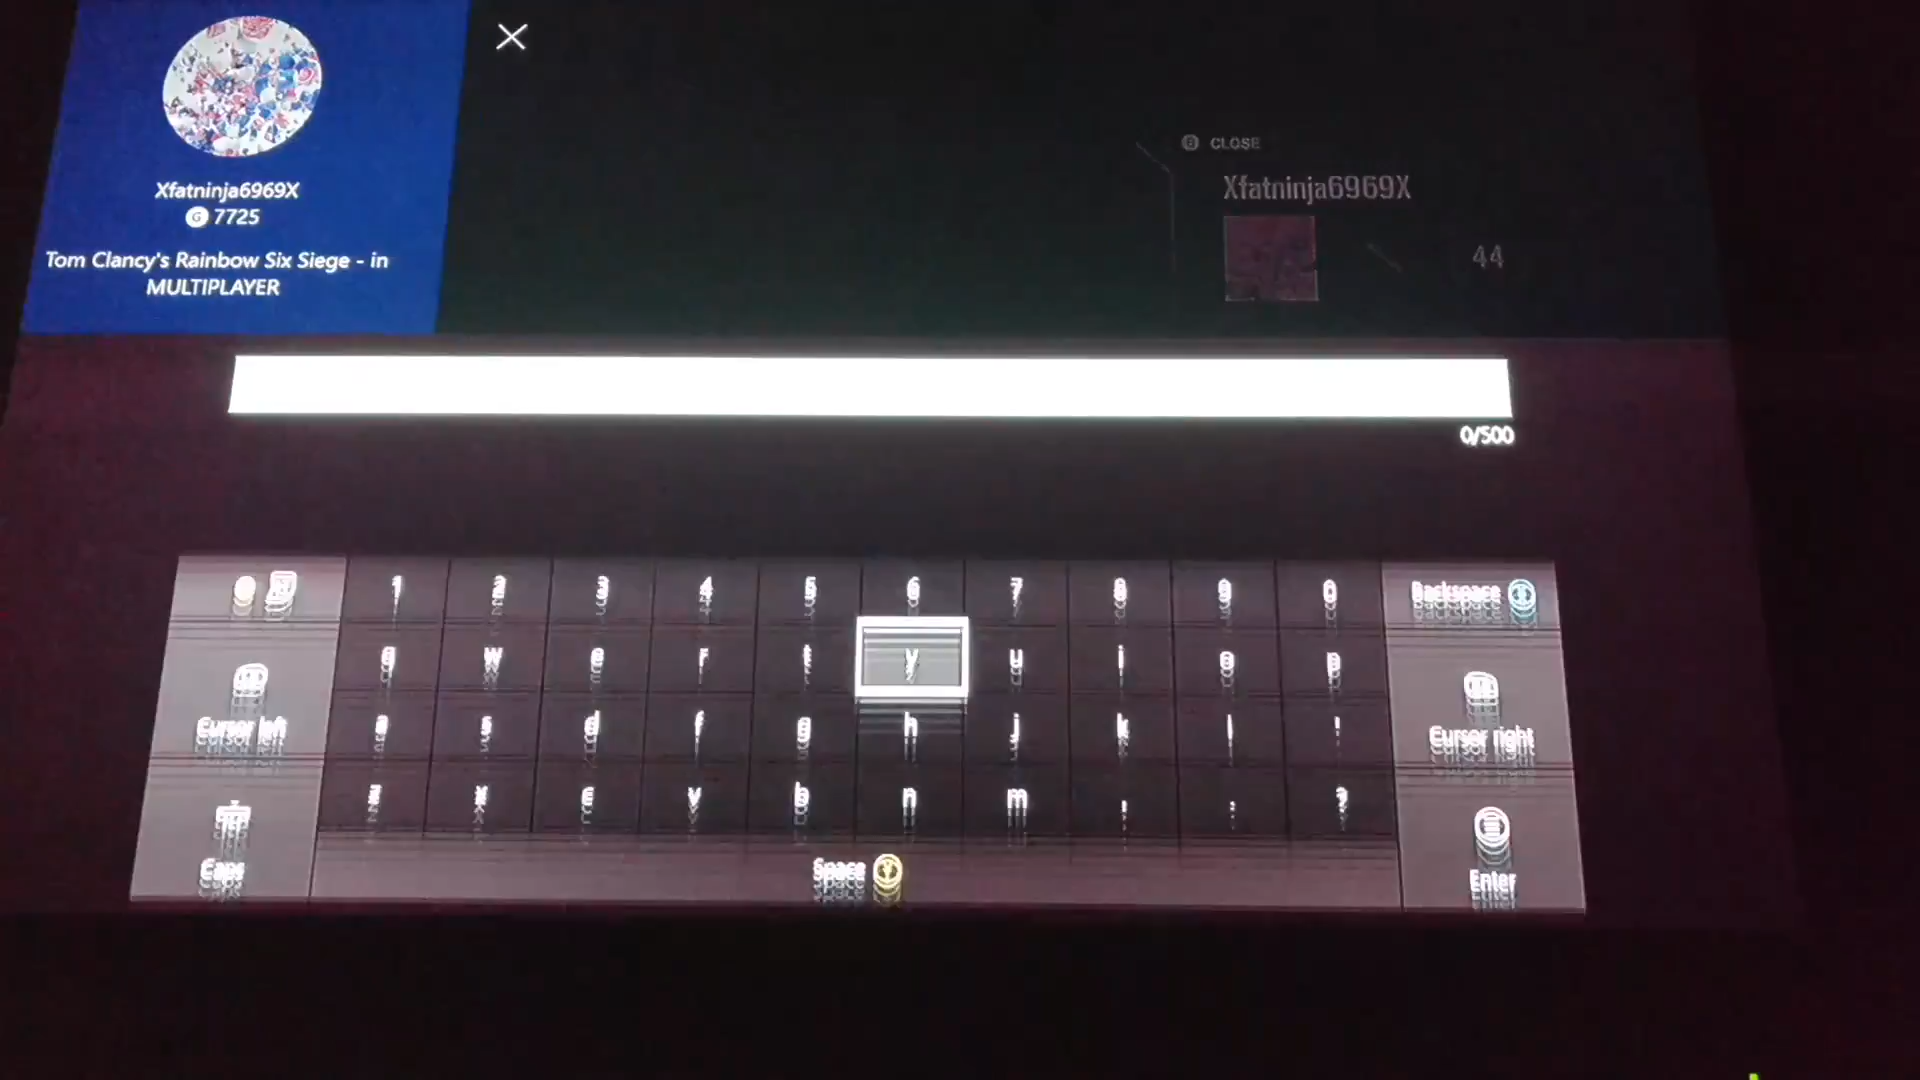 Xfatninja6969X
G 7725
Tom Clancy's Rainbow Six Siege - in
MULTIPLAYER
B CLOSE
Xfatninja6969X
44
0/500
1 2 3 4 5 6 7 8 9 0 Backspace
q w e r t y u i o p
Cursor left a s d f g h j k l ! Cursor right
z x c v b n m , . ?
Caps Space Y Enter